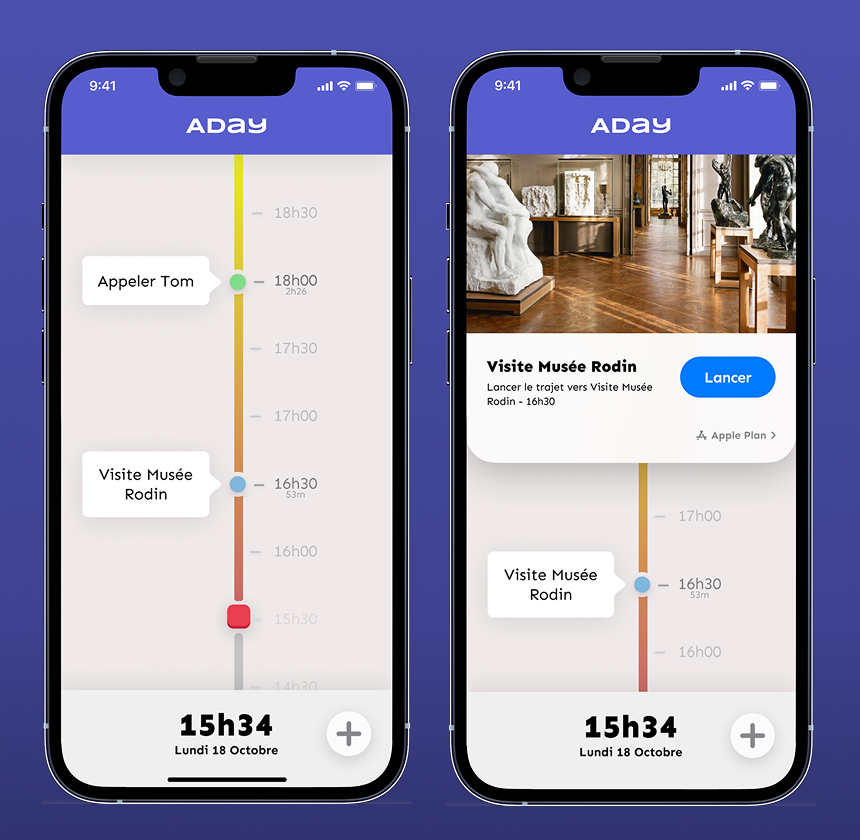 9:41
ADay
18h30
Appeler Tom
18h00
2h26
17h30
17h00
Visite Musée
Rodin
16h30
53m
16h00
15h30
14h30
15h34
Lundi 18 Octobre
9:41
ADay
Visite Musée Rodin
Lancer le trajet vers Visite Musée
Rodin - 16h30
Lancer
Apple Plan
17h00
Visite Musée
Rodin
16h30
53m
16h00
15h34
Lundi 18 Octobre